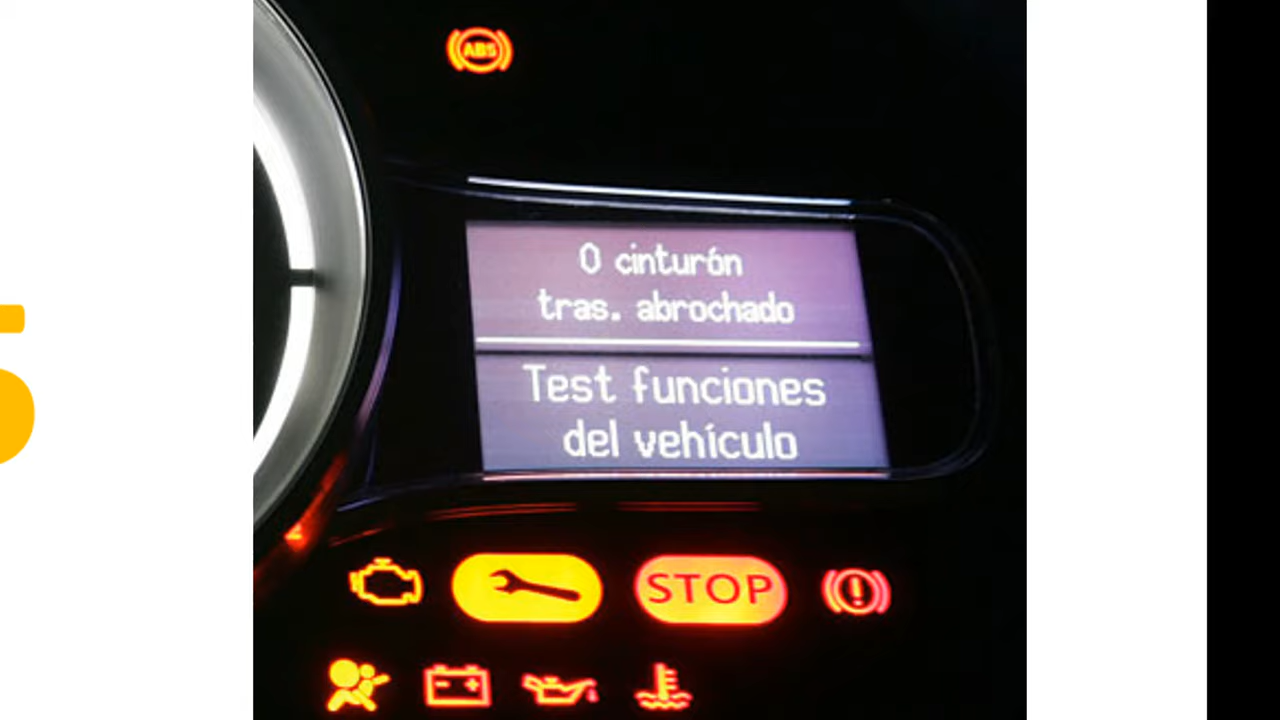 ABS
0 cinturón
tras. abrochado
Test funciones
del vehículo
STOP